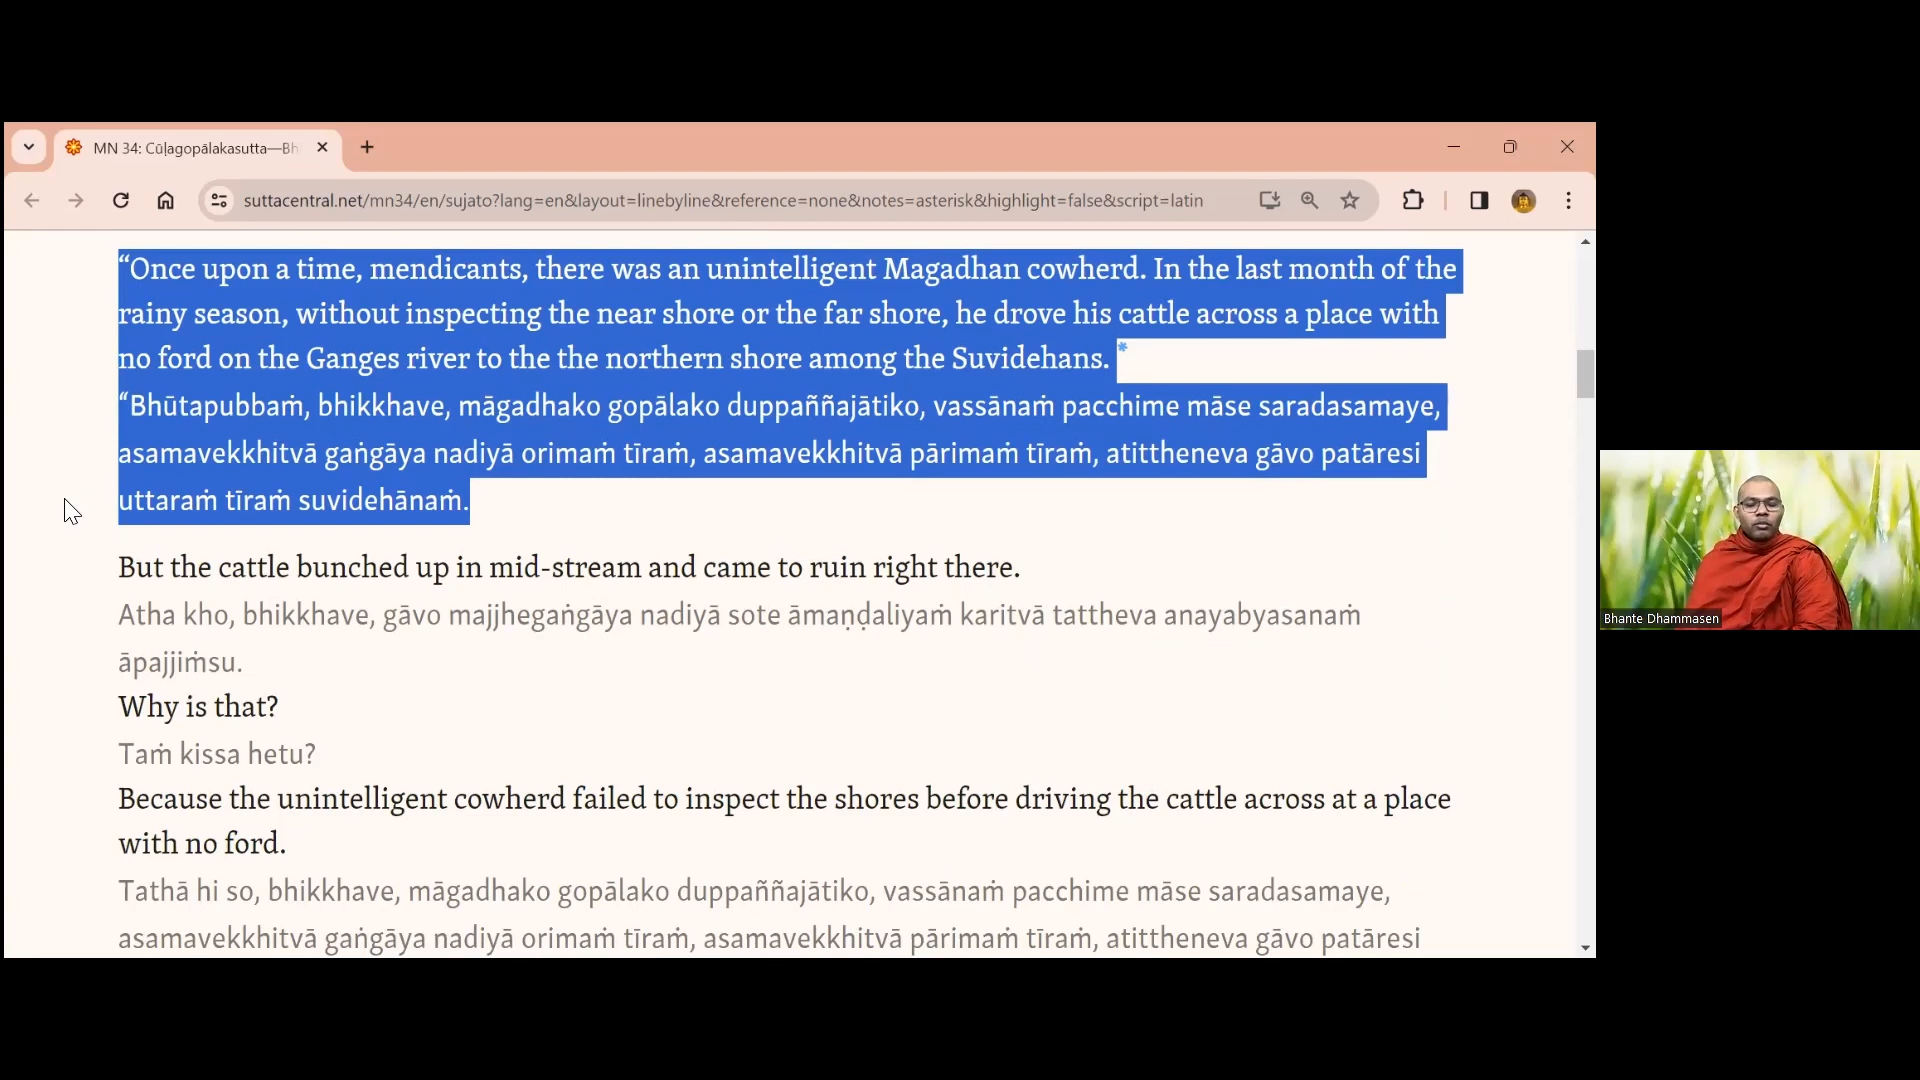 MN 34: Cūḷagopālakasutta—Bh
suttacentral.net/mn34/en/sujato?lang=en&layout=linebyline&reference=none&notes=asterisk&highlight=false&script=latin
“Once upon a time, mendicants, there was an unintelligent Magadhan cowherd. In the last month of the
rainy season, without inspecting the near shore or the far shore, he drove his cattle across a place with
no ford on the Ganges river to the the northern shore among the Suvidehans. *
“Bhūtapubbaṁ, bhikkhave, māgadhako gopālako duppaññajātiko, vassānaṁ pacchime māse saradasamaye,
asamavekkhitvā gaṅgāya nadiyā orimaṁ tīraṁ, asamavekkhitvā pārimaṁ tīraṁ, atittheneva gāvo patāresi
uttaraṁ tīraṁ suvidehānaṁ.
But the cattle bunched up in mid-stream and came to ruin right there.
Atha kho, bhikkhave, gāvo majjhegaṅgāya nadiyā sote āmaṇḍaliyaṁ karitvā tattheva anayabyasanaṁ
āpajjiṁsu.
Why is that?
Taṁ kissa hetu?
Because the unintelligent cowherd failed to inspect the shores before driving the cattle across at a place
with no ford.
Tathā hi so, bhikkhave, māgadhako gopālako duppaññajātiko, vassānaṁ pacchime māse saradasamaye,
asamavekkhitvā gaṅgāya nadiyā orimaṁ tīraṁ, asamavekkhitvā pārimaṁ tīraṁ, atittheneva gāvo patāresi
Bhante Dhammasen